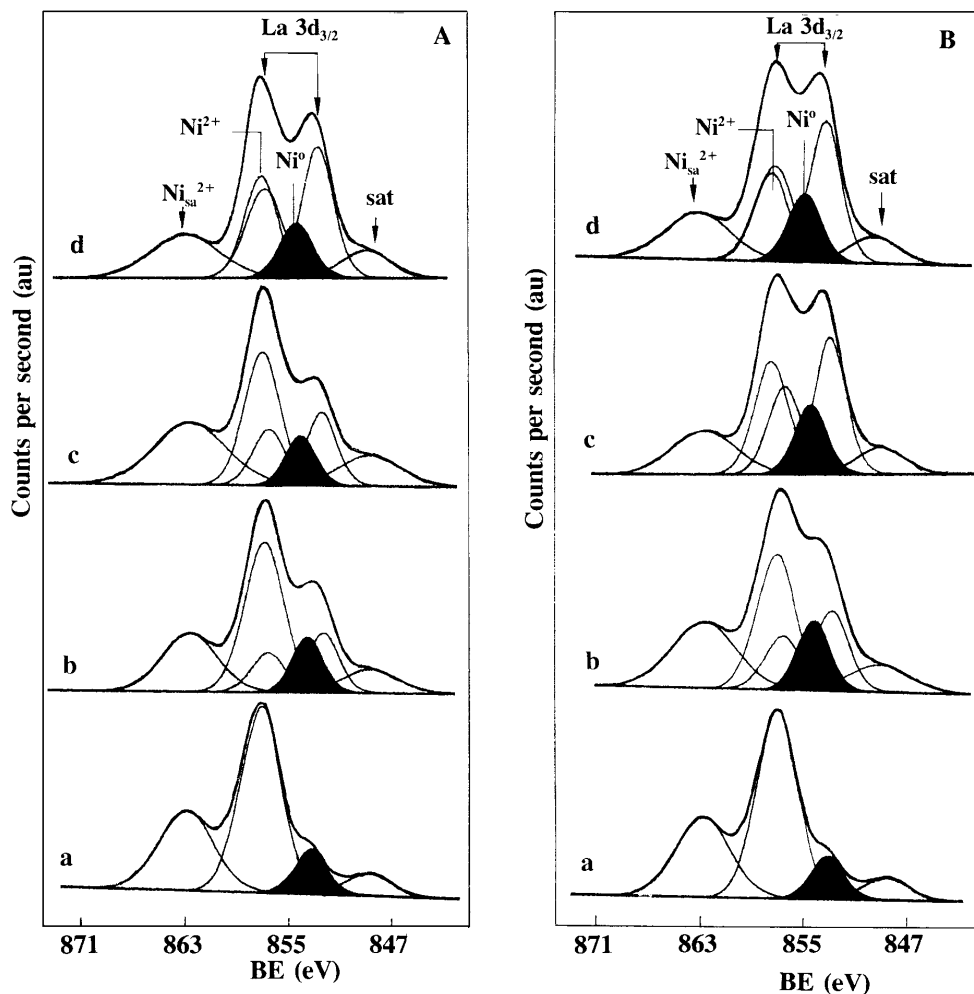 A
La 3d3/2
Ni2+
Nio
Nisa2+
sat
d
c
b
a
Counts per second (au)
871 863 855 847
BE (eV)
B
La 3d3/2
Ni2+
Nio
Nisa2+
sat
d
c
b
a
Counts per second (au)
871 863 855 847
BE (eV)